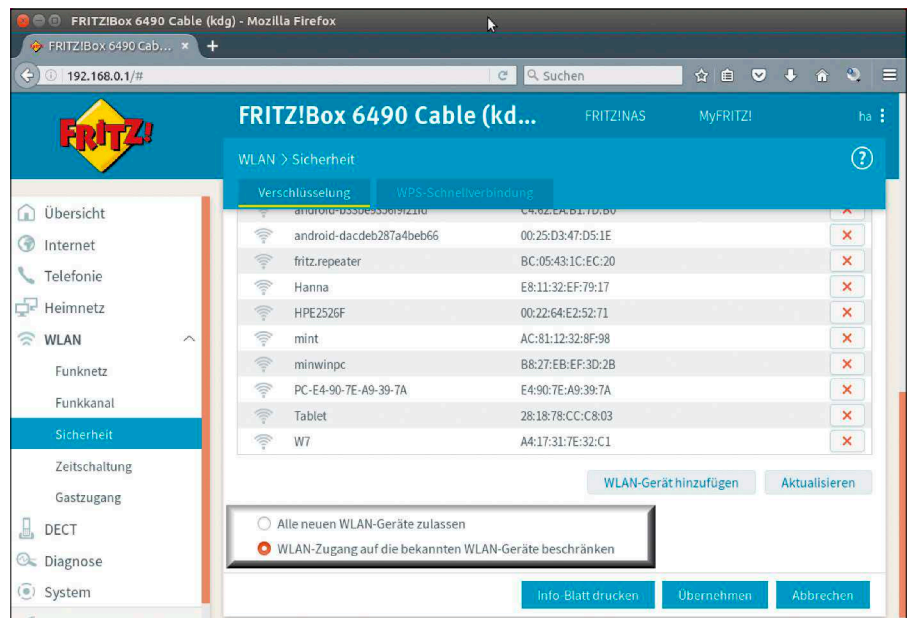 FRITZ!Box 6490 Cable (kdg) - Mozilla Firefox
FRITZ!Box 6490 Cab... × +
192.168.0.1/#
Suchen
FRITZ!
FRITZ!Box 6490 Cable (kd...
FRITZ!NAS
MyFRITZ!
ha
WLAN > Sicherheit
?
Verschlüsselung
WPS-Schnellverbindung
Übersicht
Internet
Telefonie
Heimnetz
WLAN
Funknetz
Funkkanal
Sicherheit
Zeitschaltung
Gastzugang
DECT
Diagnose
System
C4:62:EA:B1:7D:B0
android-dacdeb287a4beb66 00:25:D3:47:D5:1E
fritz.repeater BC:05:43:1C:EC:20
Hanna E8:11:32:EF:79:17
HPE2526F 00:22:64:E2:52:71
mint AC:81:12:32:8F:98
minwinpc B8:27:EB:EF:3D:2B
PC-E4-90-7E-A9-39-7A E4:90:7E:A9:39:7A
Tablet 28:18:78:CC:C8:03
W7 A4:17:31:7E:32:C1
WLAN-Gerät hinzufügen
Aktualisieren
Alle neuen WLAN-Geräte zulassen
WLAN-Zugang auf die bekannten WLAN-Geräte beschränken
Info-Blatt drucken
Übernehmen
Abbrechen